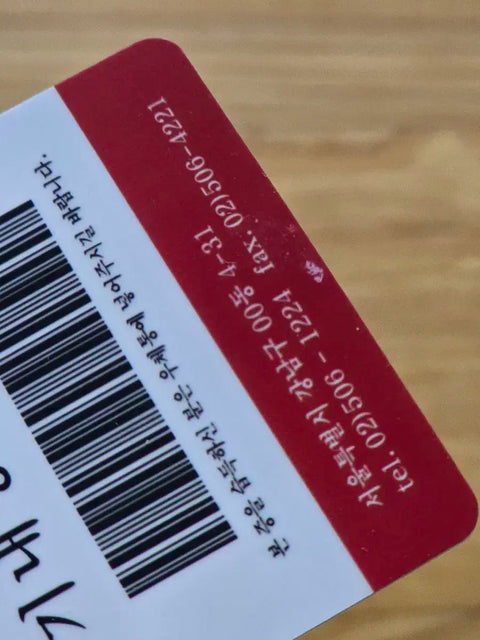 서울특별시 강남구 00동 4-31
tel. 02)506 - 1224 fax. 02)506-4221
본 증을 습득하신 분은 우체통에 넣어주시길 바랍니다.
기내